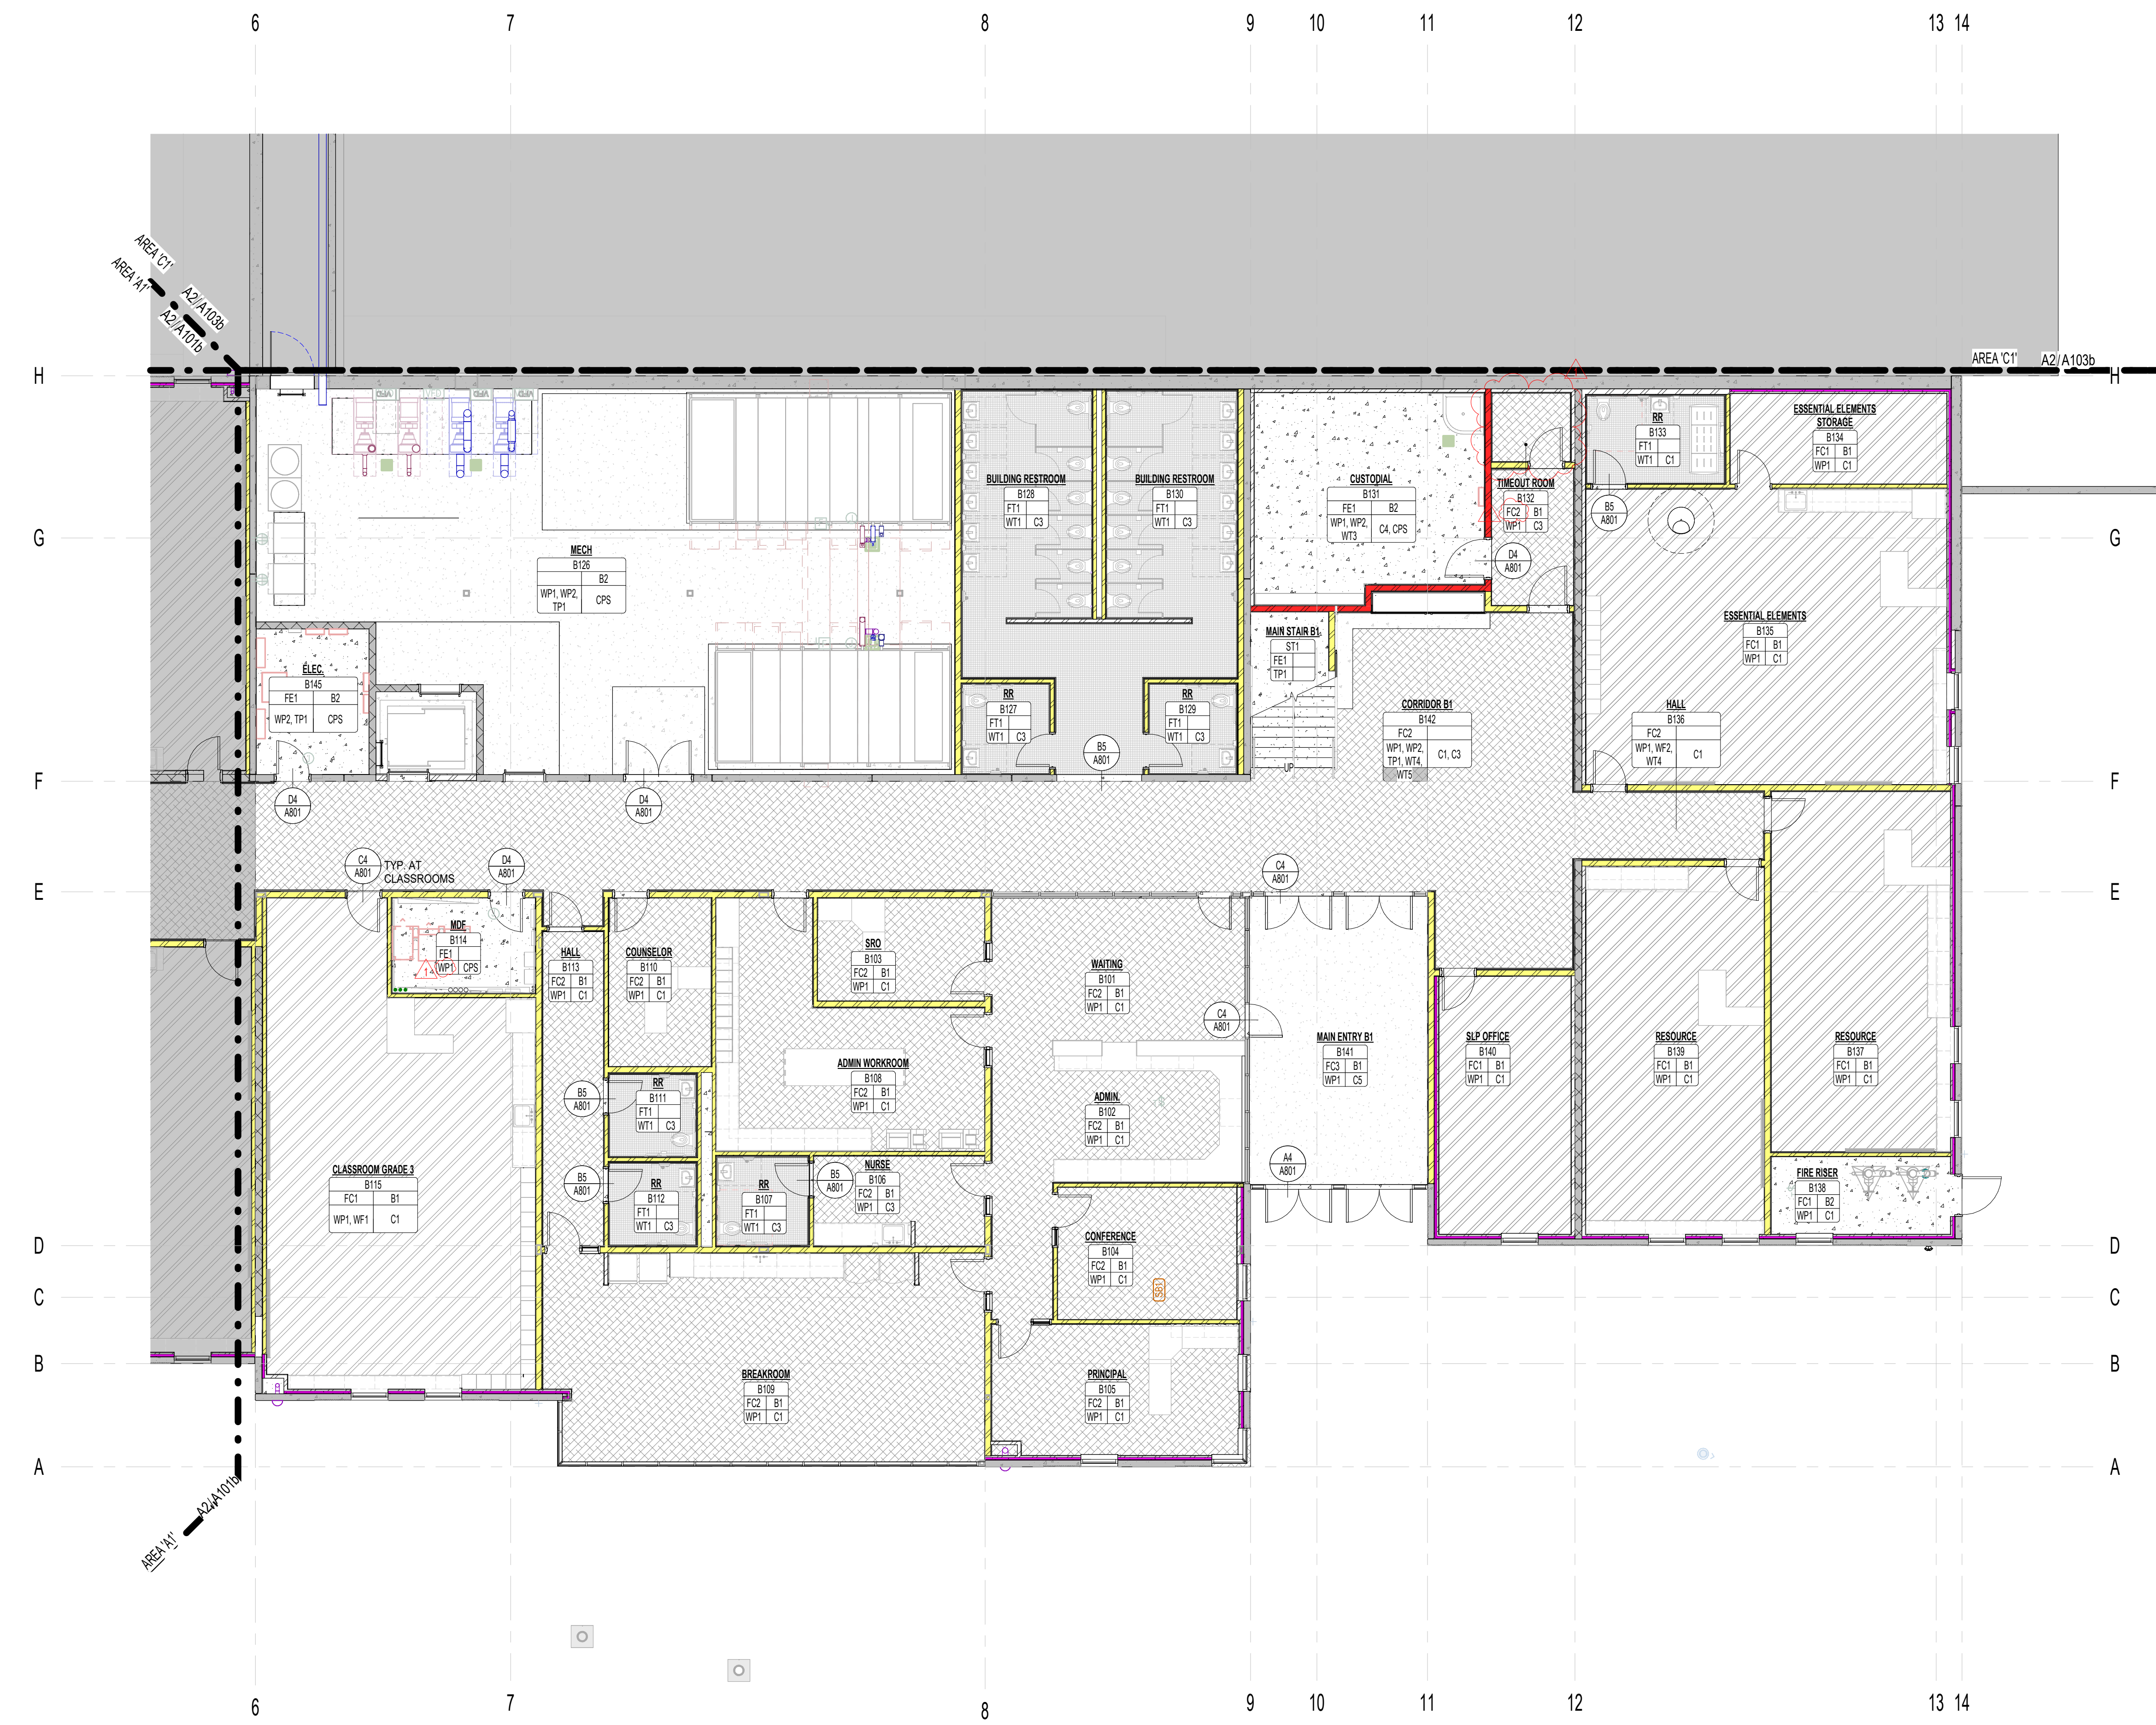 6 7 8 9 10 11 12 13 14
AREA 'C1'
AREA 'A1'
A2/A103b
A2/A101b
AREA 'C1' A2/A103b
H H
VFD VFD VFD
ESSENTIAL ELEMENTS
STORAGE
B134
FC1 B1
WP1 C1
RR
B133
FT1
WT1 C1
BUILDING RESTROOM
B128
FT1
WT1 C3
BUILDING RESTROOM
B130
FT1
WT1 C3
CUSTODIAL
B131
FE1 B2
WP1, WP2,
WT3
C4, CPS
TIMEOUT ROOM
B132
FC2 B1
WP1 C3
B5
A801
G G
MECH
B126
B2
WP1, WP2,
TP1
CPS
D4
A801
ESSENTIAL ELEMENTS
B135
FC1 B1
WP1 C1
MAIN STAIR B1
ST1
FE1
TP1
UP
ELEC.
B145
FE1 B2
WP2, TP1 CPS
RR
B127
FT1
WT1 C3
RR
B129
FT1
WT1 C3
CORRIDOR B1
B142
FC2
WP1, WP2,
TP1, WT4,
WT5
C1, C3
HALL
B136
FC2
WP1, WF2,
WT4
C1
B5
A801
F F
D4
A801
D4
A801
C4
A801
TYP. AT
CLASSROOMS
D4
A801
C4
A801
E E
MDF
B114
FE1
WP1 CPS
1
HALL
B113
FC2 B1
WP1 C1
COUNSELOR
B110
FC2 B1
WP1 C1
SRO
B103
FC2 B1
WP1 C1
WAITING
B101
FC2 B1
WP1 C1
C4
A801
MAIN ENTRY B1
B141
FC3 B1
WP1 C5
SLP OFFICE
B140
FC1 B1
WP1 C1
RESOURCE
B139
FC1 B1
WP1 C1
RESOURCE
B137
FC1 B1
WP1 C1
ADMIN WORKROOM
B108
FC2 B1
WP1 C1
B5
A801
RR
B111
FT1
WT1 C3
ADMIN.
B102
FC2 B1
WP1 C1
CLASSROOM GRADE 3
B115
FC1 B1
WP1, WF1 C1
B5
A801
RR
B112
FT1
WT1 C3
RR
B107
FT1
WT1 C3
B5
A801
NURSE
B106
FC2 B1
WP1 C3
A4
A801
FIRE RISER
B138
FC1 B2
WP1 C1
D D
CONFERENCE
B104
FC2 B1
WP1 C1
SB1
C C
B B
BREAKROOM
B109
FC2 B1
WP1 C1
PRINCIPAL
B105
FC2 B1
WP1 C1
A A
A2/A101b
AREA 'A1'
6 7 8 9 10 11 12 13 14